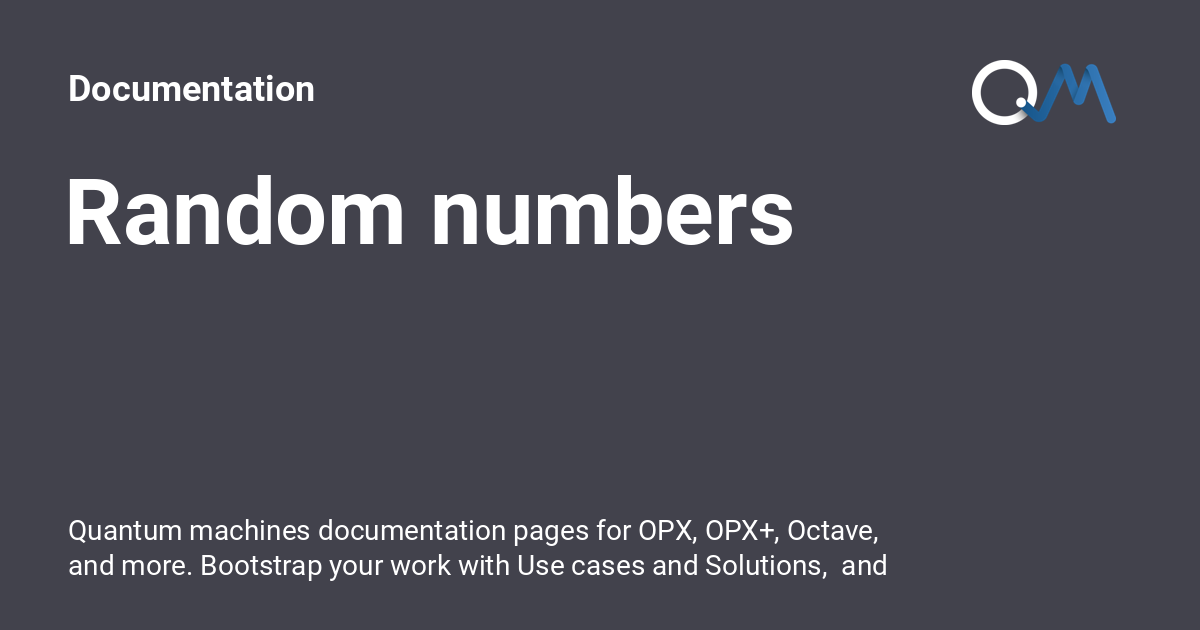 Documentation
QM
Random numbers
Quantum machines documentation pages for OPX, OPX+, Octave,
and more. Bootstrap your work with Use cases and Solutions,  and